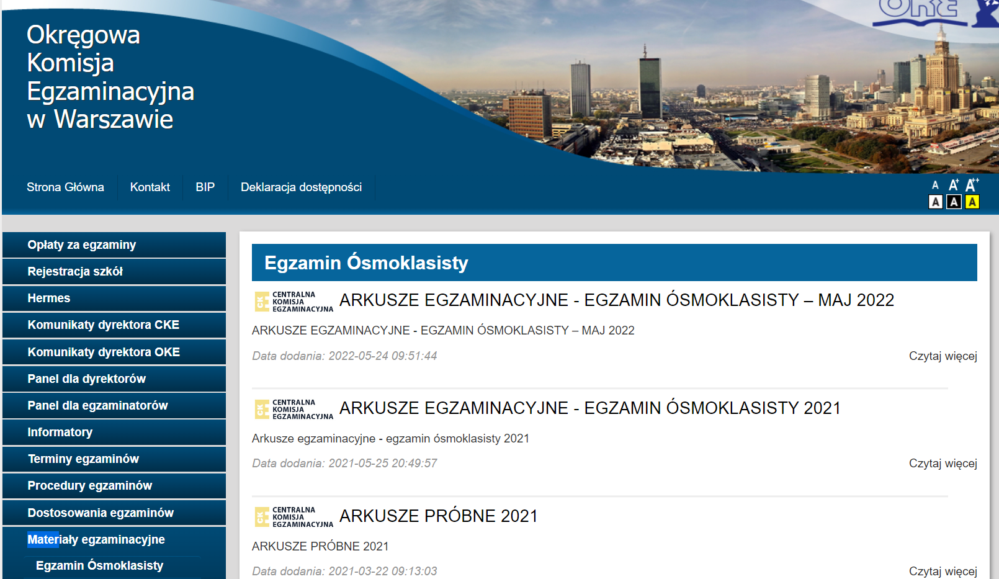 OKE
Okręgowa
Komisja
Egzaminacyjna
w Warszawie
Strona Główna
Kontakt
BIP
Deklaracja dostępności
A A+ A++
A A A
Opłaty za egzaminy
Rejestracja szkół
Hermes
Komunikaty dyrektora CKE
Komunikaty dyrektora OKE
Panel dla dyrektorów
Panel dla egzaminatorów
Informatory
Terminy egzaminów
Procedury egzaminów
Dostosowania egzaminów
Materiały egzaminacyjne
Egzamin Ósmoklasisty
Egzamin Ósmoklasisty
CKE CENTRALNA
KOMISJA
EGZAMINACYJNA
ARKUSZE EGZAMINACYJNE - EGZAMIN ÓSMOKLASISTY – MAJ 2022
ARKUSZE EGZAMINACYJNE - EGZAMIN ÓSMOKLASISTY – MAJ 2022
Data dodania: 2022-05-24 09:51:44
Czytaj więcej
CKE CENTRALNA
KOMISJA
EGZAMINACYJNA
ARKUSZE EGZAMINACYJNE - EGZAMIN ÓSMOKLASISTY 2021
Arkusze egzaminacyjne - egzamin ósmoklasisty 2021
Data dodania: 2021-05-25 20:49:57
Czytaj więcej
CKE CENTRALNA
KOMISJA
EGZAMINACYJNA
ARKUSZE PRÓBNE 2021
ARKUSZE PRÓBNE 2021
Data dodania: 2021-03-22 09:13:03
Czytaj więcej